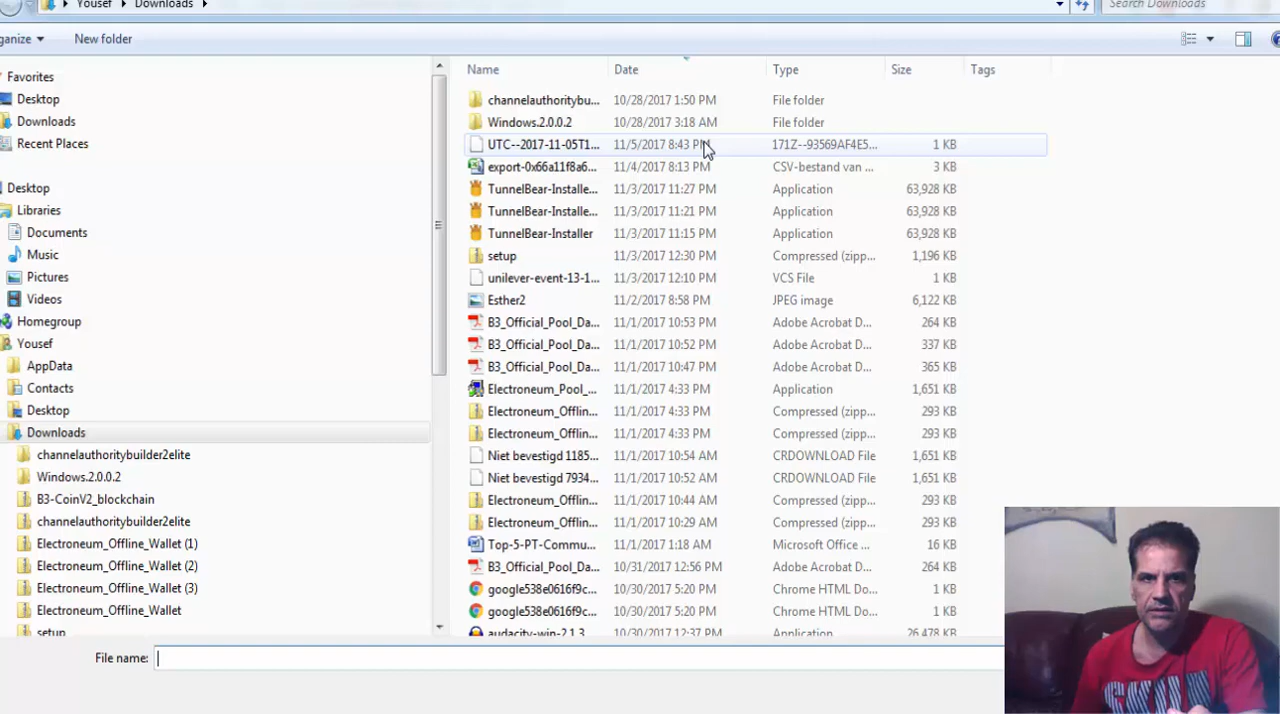 Yousef ▸ Downloads ▸ Search Downloads
ganize ▾ New folder
Favorites
Desktop
Downloads
Recent Places
Desktop
Libraries
Documents
Music
Pictures
Videos
Homegroup
Yousef
AppData
Contacts
Desktop
Downloads
channelauthoritybuilder2elite
Windows.2.0.0.2
B3-CoinV2_blockchain
channelauthoritybuilder2elite
Electroneum_Offline_Wallet (1)
Electroneum_Offline_Wallet (2)
Electroneum_Offline_Wallet (3)
Electroneum_Offline_Wallet
setup
Name Date Type Size Tags
channelauthoritybu... 10/28/2017 1:50 PM File folder
Windows.2.0.0.2 10/28/2017 3:18 AM File folder
UTC--2017-11-05T1... 11/5/2017 8:43 PM 171Z--93569AF4E5... 1 KB
export-0x66a11f8a6... 11/4/2017 8:13 PM CSV-bestand van ... 3 KB
TunnelBear-Installe... 11/3/2017 11:27 PM Application 63,928 KB
TunnelBear-Installe... 11/3/2017 11:21 PM Application 63,928 KB
TunnelBear-Installer 11/3/2017 11:15 PM Application 63,928 KB
setup 11/3/2017 12:30 PM Compressed (zipp... 1,196 KB
unilever-event-13-1... 11/3/2017 12:10 PM VCS File 1 KB
Esther2 11/2/2017 8:58 PM JPEG image 6,122 KB
B3_Official_Pool_Da... 11/1/2017 10:53 PM Adobe Acrobat D... 264 KB
B3_Official_Pool_Da... 11/1/2017 10:52 PM Adobe Acrobat D... 337 KB
B3_Official_Pool_Da... 11/1/2017 10:47 PM Adobe Acrobat D... 365 KB
Electroneum_Pool_... 11/1/2017 4:33 PM Application 1,651 KB
Electroneum_Offlin... 11/1/2017 4:33 PM Compressed (zipp... 293 KB
Electroneum_Offlin... 11/1/2017 4:33 PM Compressed (zipp... 293 KB
Niet bevestigd 1185... 11/1/2017 10:54 AM CRDOWNLOAD File 1,651 KB
Niet bevestigd 7934... 11/1/2017 10:52 AM CRDOWNLOAD File 1,651 KB
Electroneum_Offlin... 11/1/2017 10:44 AM Compressed (zipp... 293 KB
Electroneum_Offlin... 11/1/2017 10:29 AM Compressed (zipp... 293 KB
Top-5-PT-Commu... 11/1/2017 1:18 AM Microsoft Office ... 16 KB
B3_Official_Pool_Da... 10/31/2017 12:56 PM Adobe Acrobat D... 264 KB
google538e0616f9c... 10/30/2017 5:20 PM Chrome HTML Do...
google538e0616f9c... 10/30/2017 5:20 PM Chrome HTML Do...
audacity-win-2.1.3 10/30/2017 12:37 PM Application 26,478 KB
File name: